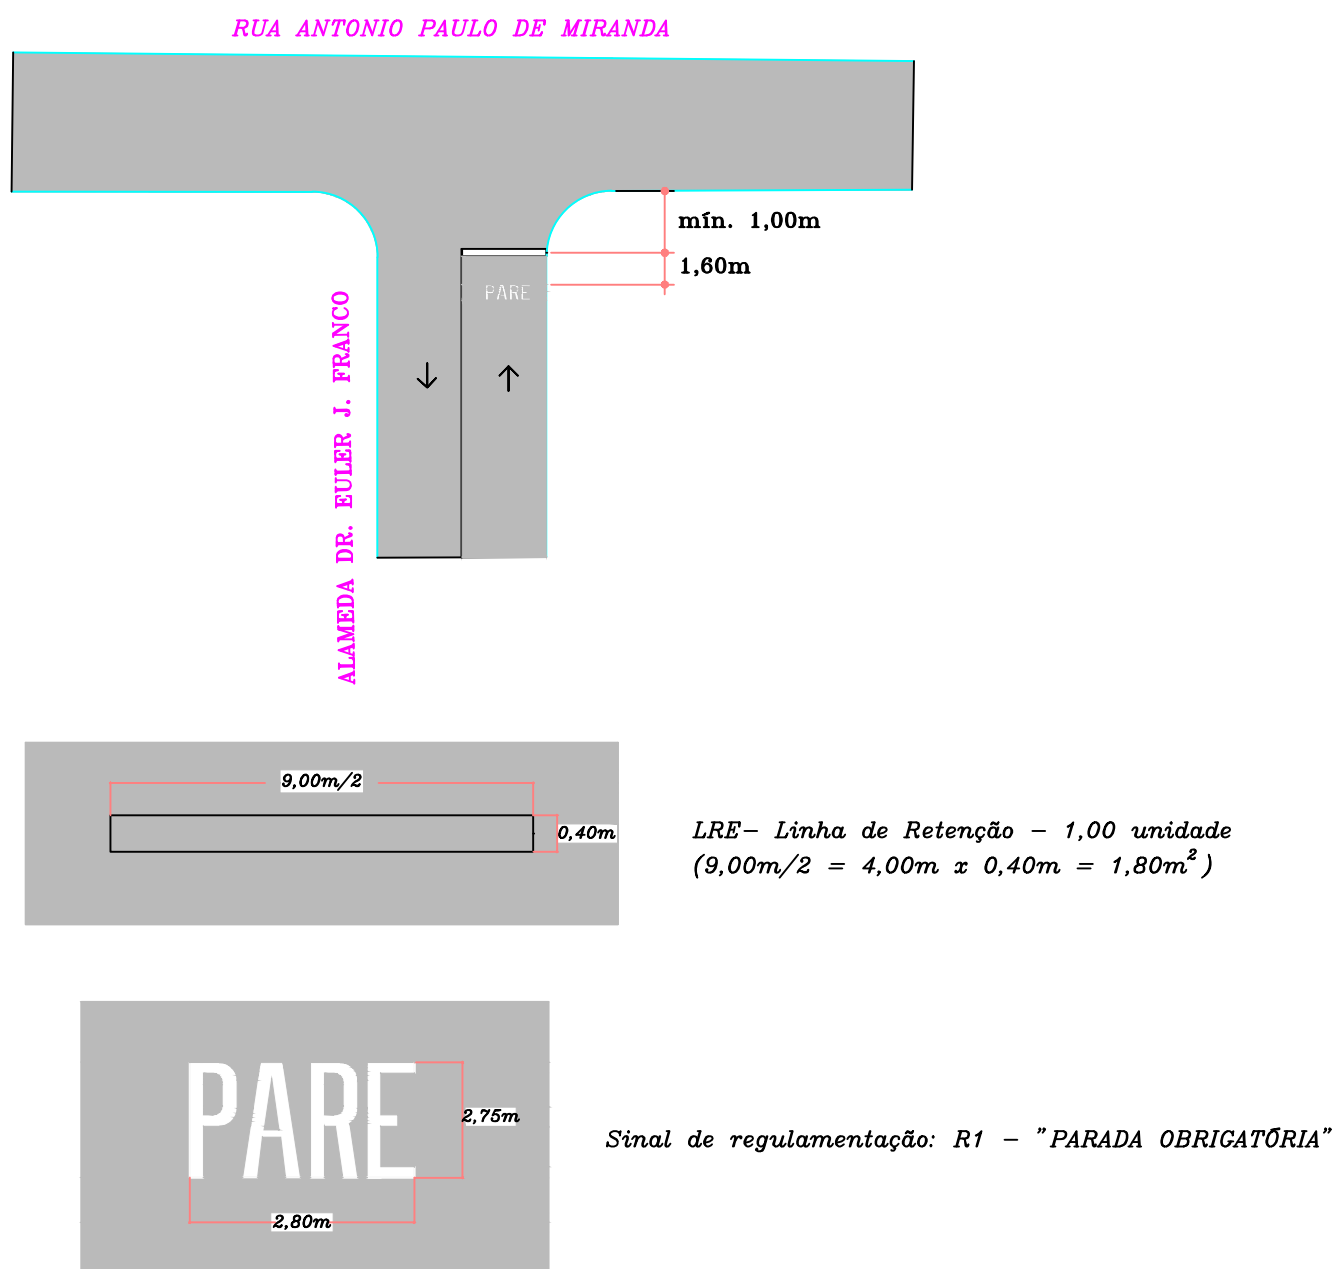 RUA ANTONIO PAULO DE MIRANDA
mín. 1,00m
1,60m
PARE
ALAMEDA DR. EULER J. FRANCO
9,00m/2
0,40m
LRE- Linha de Retenção - 1,00 unidade
(9,00m/2 = 4,00m x 0,40m = 1,80m²)
PARE
2,75m
2,80m
Sinal de regulamentação: R1 - "PARADA OBRIGATÓRIA"